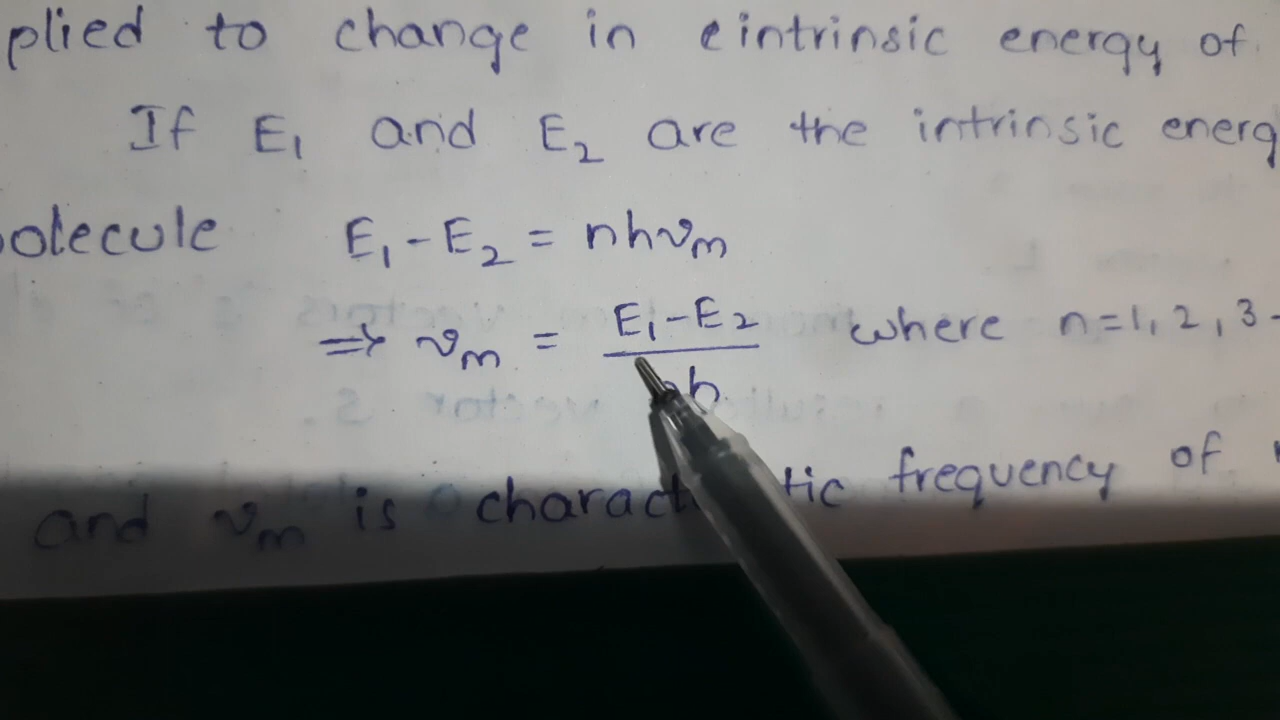 plied to change in eintrinsic energy of
If E₁ and E₂ are the intrinsic energ
olecule E₁ - E₂ = nhνm
⇒ νm = E₁-E₂ where n=1, 2, 3 -
h
and νm is charact tic frequency of